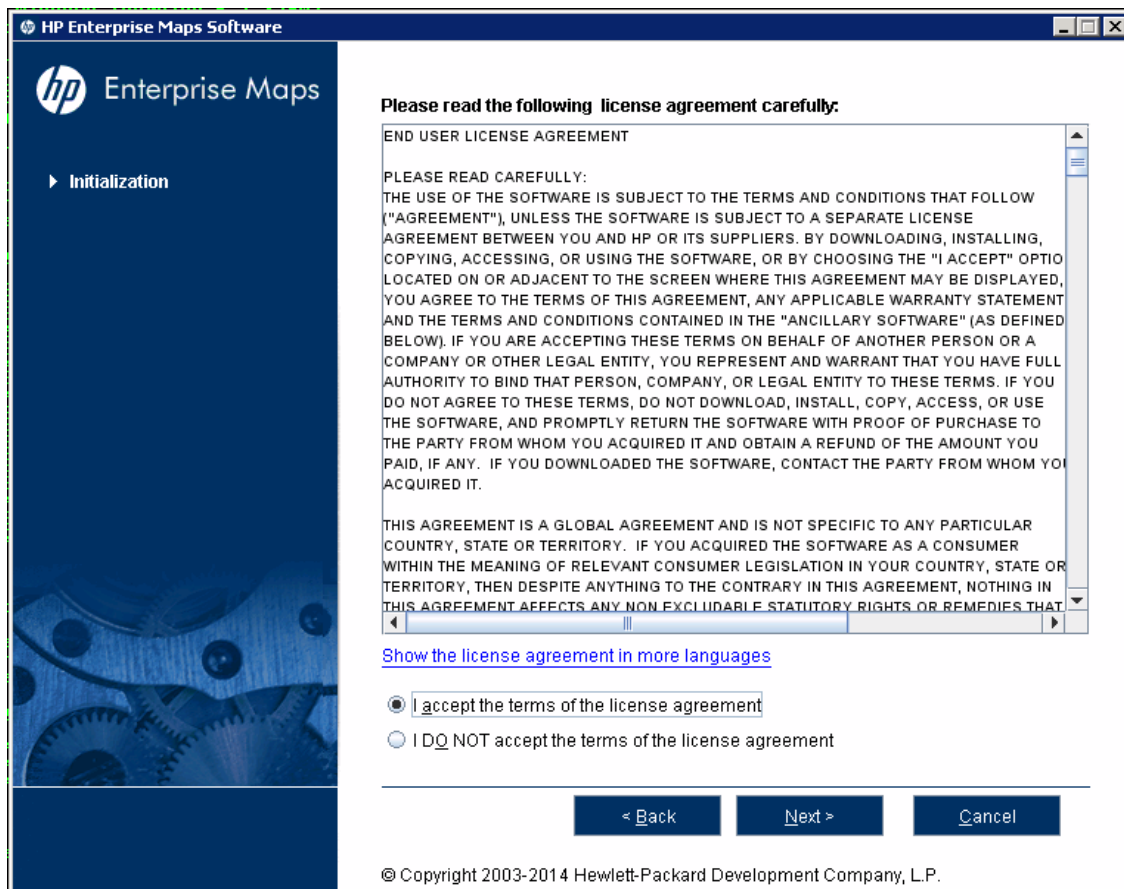 HP Enterprise Maps Software
hp Enterprise Maps
Initialization
Please read the following license agreement carefully:
END USER LICENSE AGREEMENT
PLEASE READ CAREFULLY:
THE USE OF THE SOFTWARE IS SUBJECT TO THE TERMS AND CONDITIONS THAT FOLLOW
("AGREEMENT"), UNLESS THE SOFTWARE IS SUBJECT TO A SEPARATE LICENSE
AGREEMENT BETWEEN YOU AND HP OR ITS SUPPLIERS. BY DOWNLOADING, INSTALLING,
COPYING, ACCESSING, OR USING THE SOFTWARE, OR BY CHOOSING THE "I ACCEPT" OPTIO
LOCATED ON OR ADJACENT TO THE SCREEN WHERE THIS AGREEMENT MAY BE DISPLAYED,
YOU AGREE TO THE TERMS OF THIS AGREEMENT, ANY APPLICABLE WARRANTY STATEMENT
AND THE TERMS AND CONDITIONS CONTAINED IN THE "ANCILLARY SOFTWARE" (AS DEFINED
BELOW). IF YOU ARE ACCEPTING THESE TERMS ON BEHALF OF ANOTHER PERSON OR A
COMPANY OR OTHER LEGAL ENTITY, YOU REPRESENT AND WARRANT THAT YOU HAVE FULL
AUTHORITY TO BIND THAT PERSON, COMPANY, OR LEGAL ENTITY TO THESE TERMS. IF YOU
DO NOT AGREE TO THESE TERMS, DO NOT DOWNLOAD, INSTALL, COPY, ACCESS, OR USE
THE SOFTWARE, AND PROMPTLY RETURN THE SOFTWARE WITH PROOF OF PURCHASE TO
THE PARTY FROM WHOM YOU ACQUIRED IT AND OBTAIN A REFUND OF THE AMOUNT YOU
PAID, IF ANY.  IF YOU DOWNLOADED THE SOFTWARE, CONTACT THE PARTY FROM WHOM YOU
ACQUIRED IT.
THIS AGREEMENT IS A GLOBAL AGREEMENT AND IS NOT SPECIFIC TO ANY PARTICULAR
COUNTRY, STATE OR TERRITORY.  IF YOU ACQUIRED THE SOFTWARE AS A CONSUMER
WITHIN THE MEANING OF RELEVANT CONSUMER LEGISLATION IN YOUR COUNTRY, STATE OR
TERRITORY, THEN DESPITE ANYTHING TO THE CONTRARY IN THIS AGREEMENT, NOTHING IN
THIS AGREEMENT AFFECTS ANY NON EXCLUDABLE STATUTORY RIGHTS OR REMEDIES THAT
Show the license agreement in more languages
I accept the terms of the license agreement
I DO NOT accept the terms of the license agreement
< Back Next > Cancel
© Copyright 2003-2014 Hewlett-Packard Development Company, L.P.